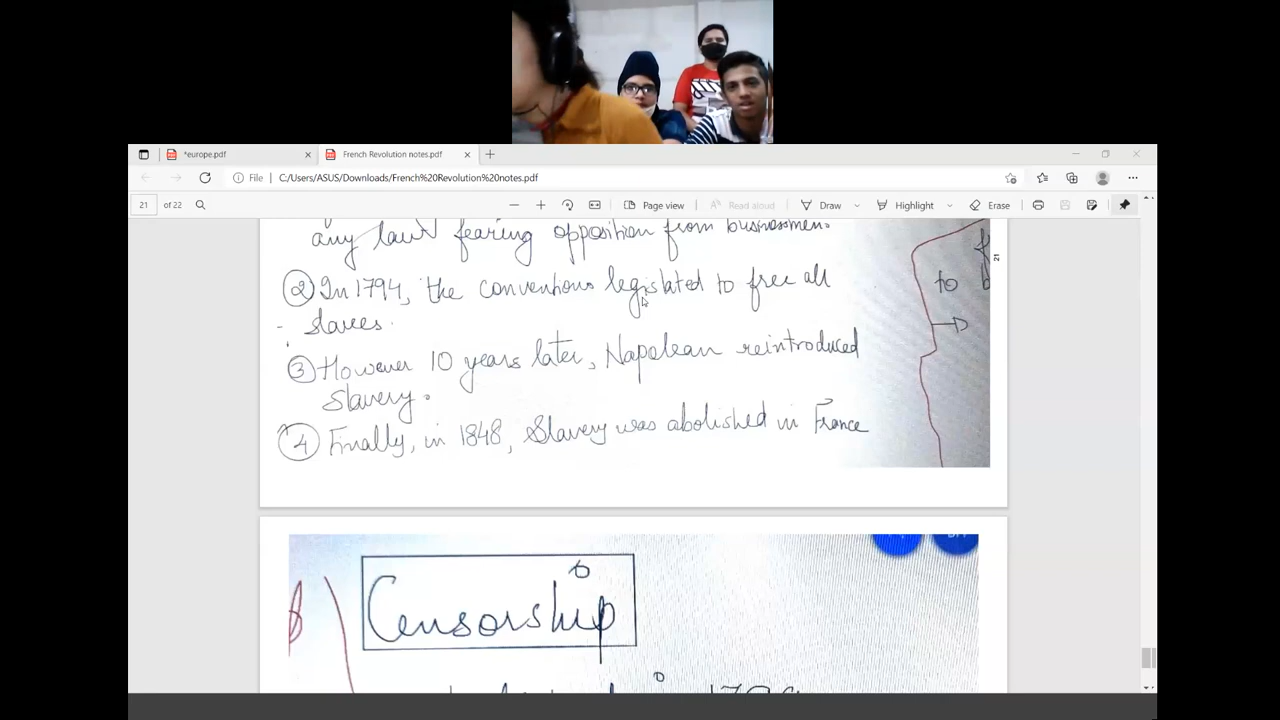 *europe.pdf
French Revolution notes.pdf
File C:/Users/ASUS/Downloads/French%20Revolution%20notes.pdf
21 of 22 Page view Read aloud Draw Highlight Erase
any law fearing opposition from businessmen.
② In 1794, the conventions legislated to free all
slaves.
③ However 10 years later, Napolean reintroduced
slavery.
④ Finally, in 1848, Slavery was abolished in France
to
21
Censorship